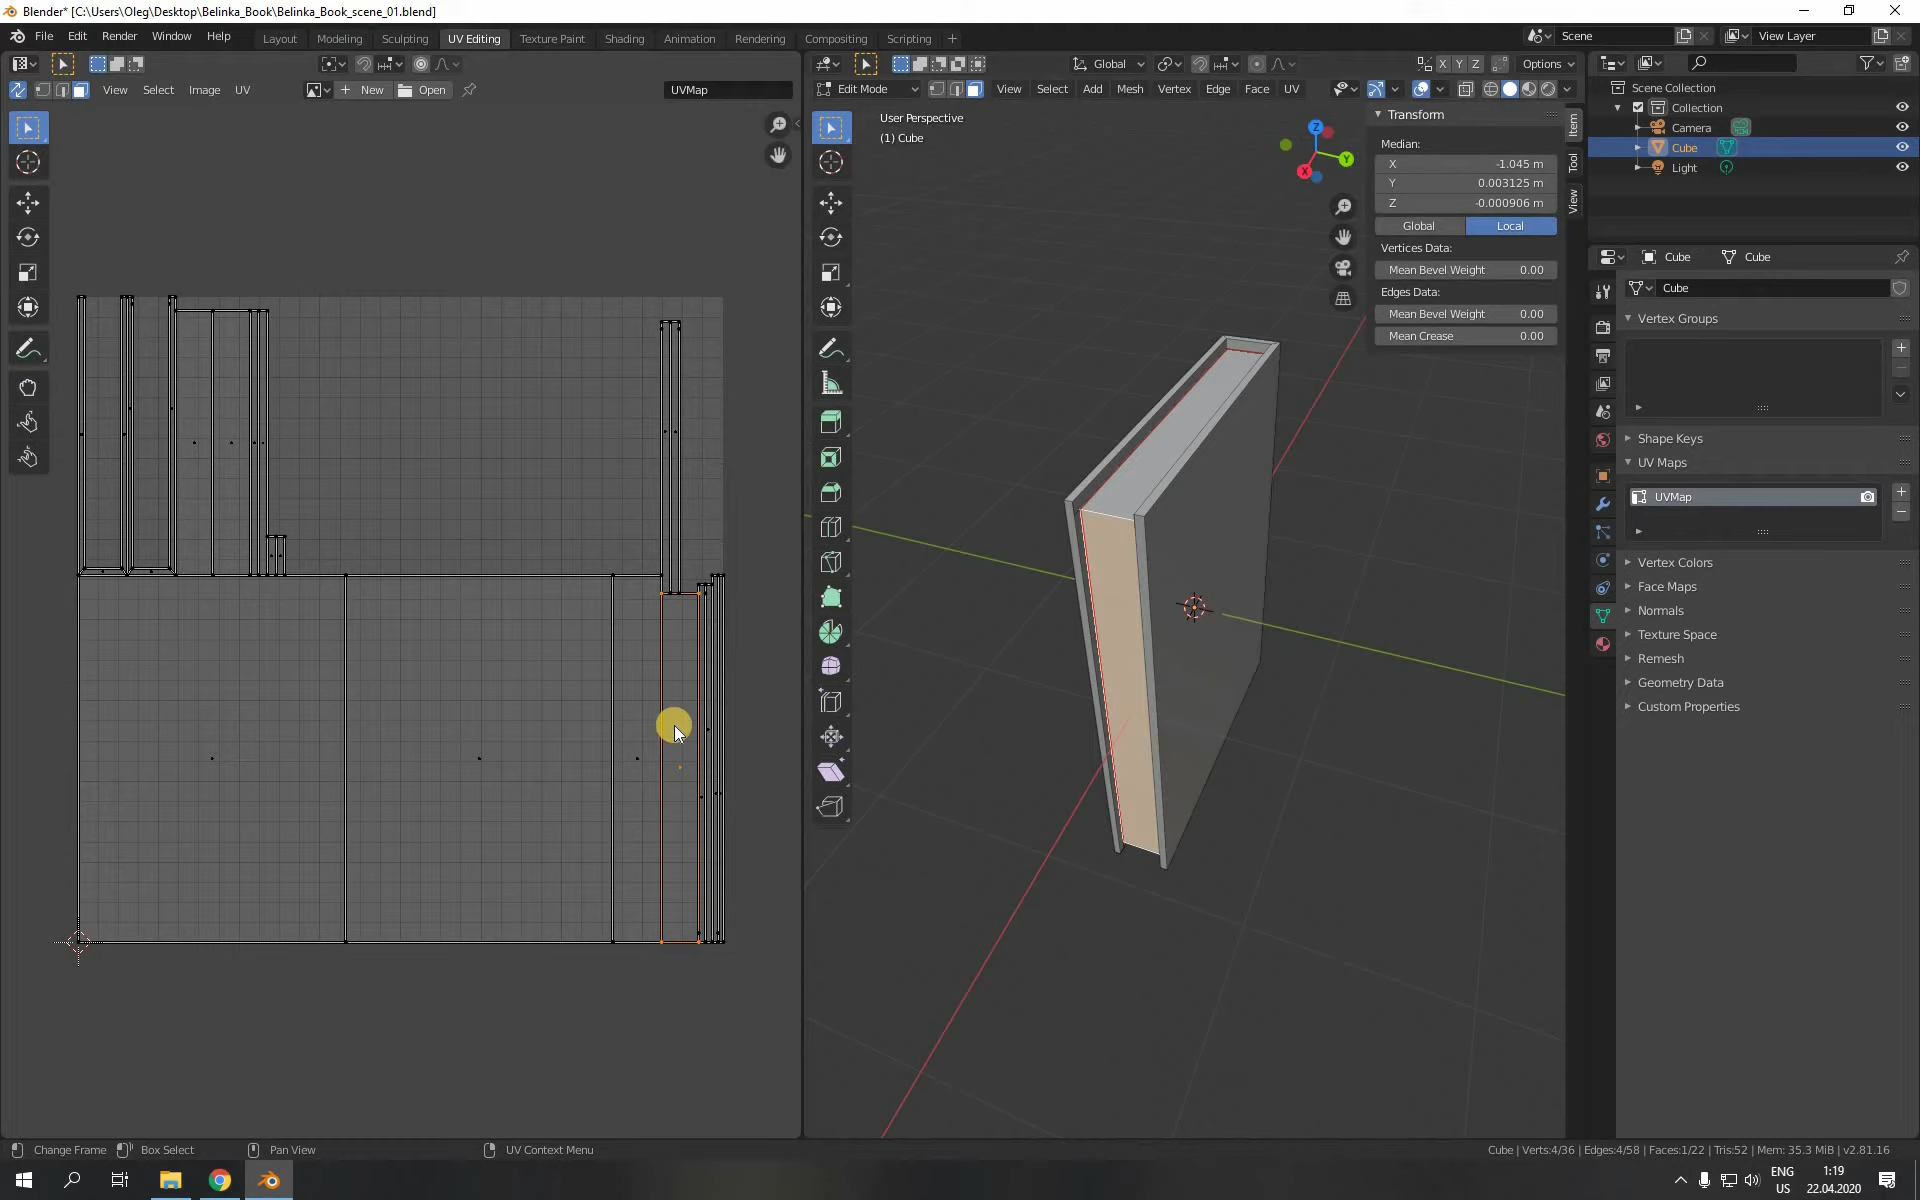 Blender* [C:\Users\Oleg\Desktop\Belinka_Book\Belinka_Book_scene_01.blend]
File Edit Render Window Help
Layout Modeling Sculpting UV Editing Texture Paint Shading Animation Rendering Compositing Scripting
Scene View Layer
Global X Y Z Options
View Select Image UV New Open UVMap
Edit Mode View Select Add Mesh Vertex Edge Face UV
User Perspective
(1) Cube
Z
Y
X
Transform
Median:
X -1.045 m
Y 0.003125 m
Z -0.000906 m
Global Local
Vertices Data:
Mean Bevel Weight 0.00
Edges Data:
Mean Bevel Weight 0.00
Mean Crease 0.00
Item
Tool
View
Scene Collection
Collection
Camera
Cube
Light
Cube Cube
Cube
Vertex Groups
Shape Keys
UV Maps
UVMap
Vertex Colors
Face Maps
Normals
Texture Space
Remesh
Geometry Data
Custom Properties
Change Frame Box Select Pan View UV Context Menu
Cube | Verts:4/36 | Edges:4/58 | Faces:1/22 | Tris:52 | Mem: 35.3 MiB | v2.81.16
ENG
US
1:19
22.04.2020